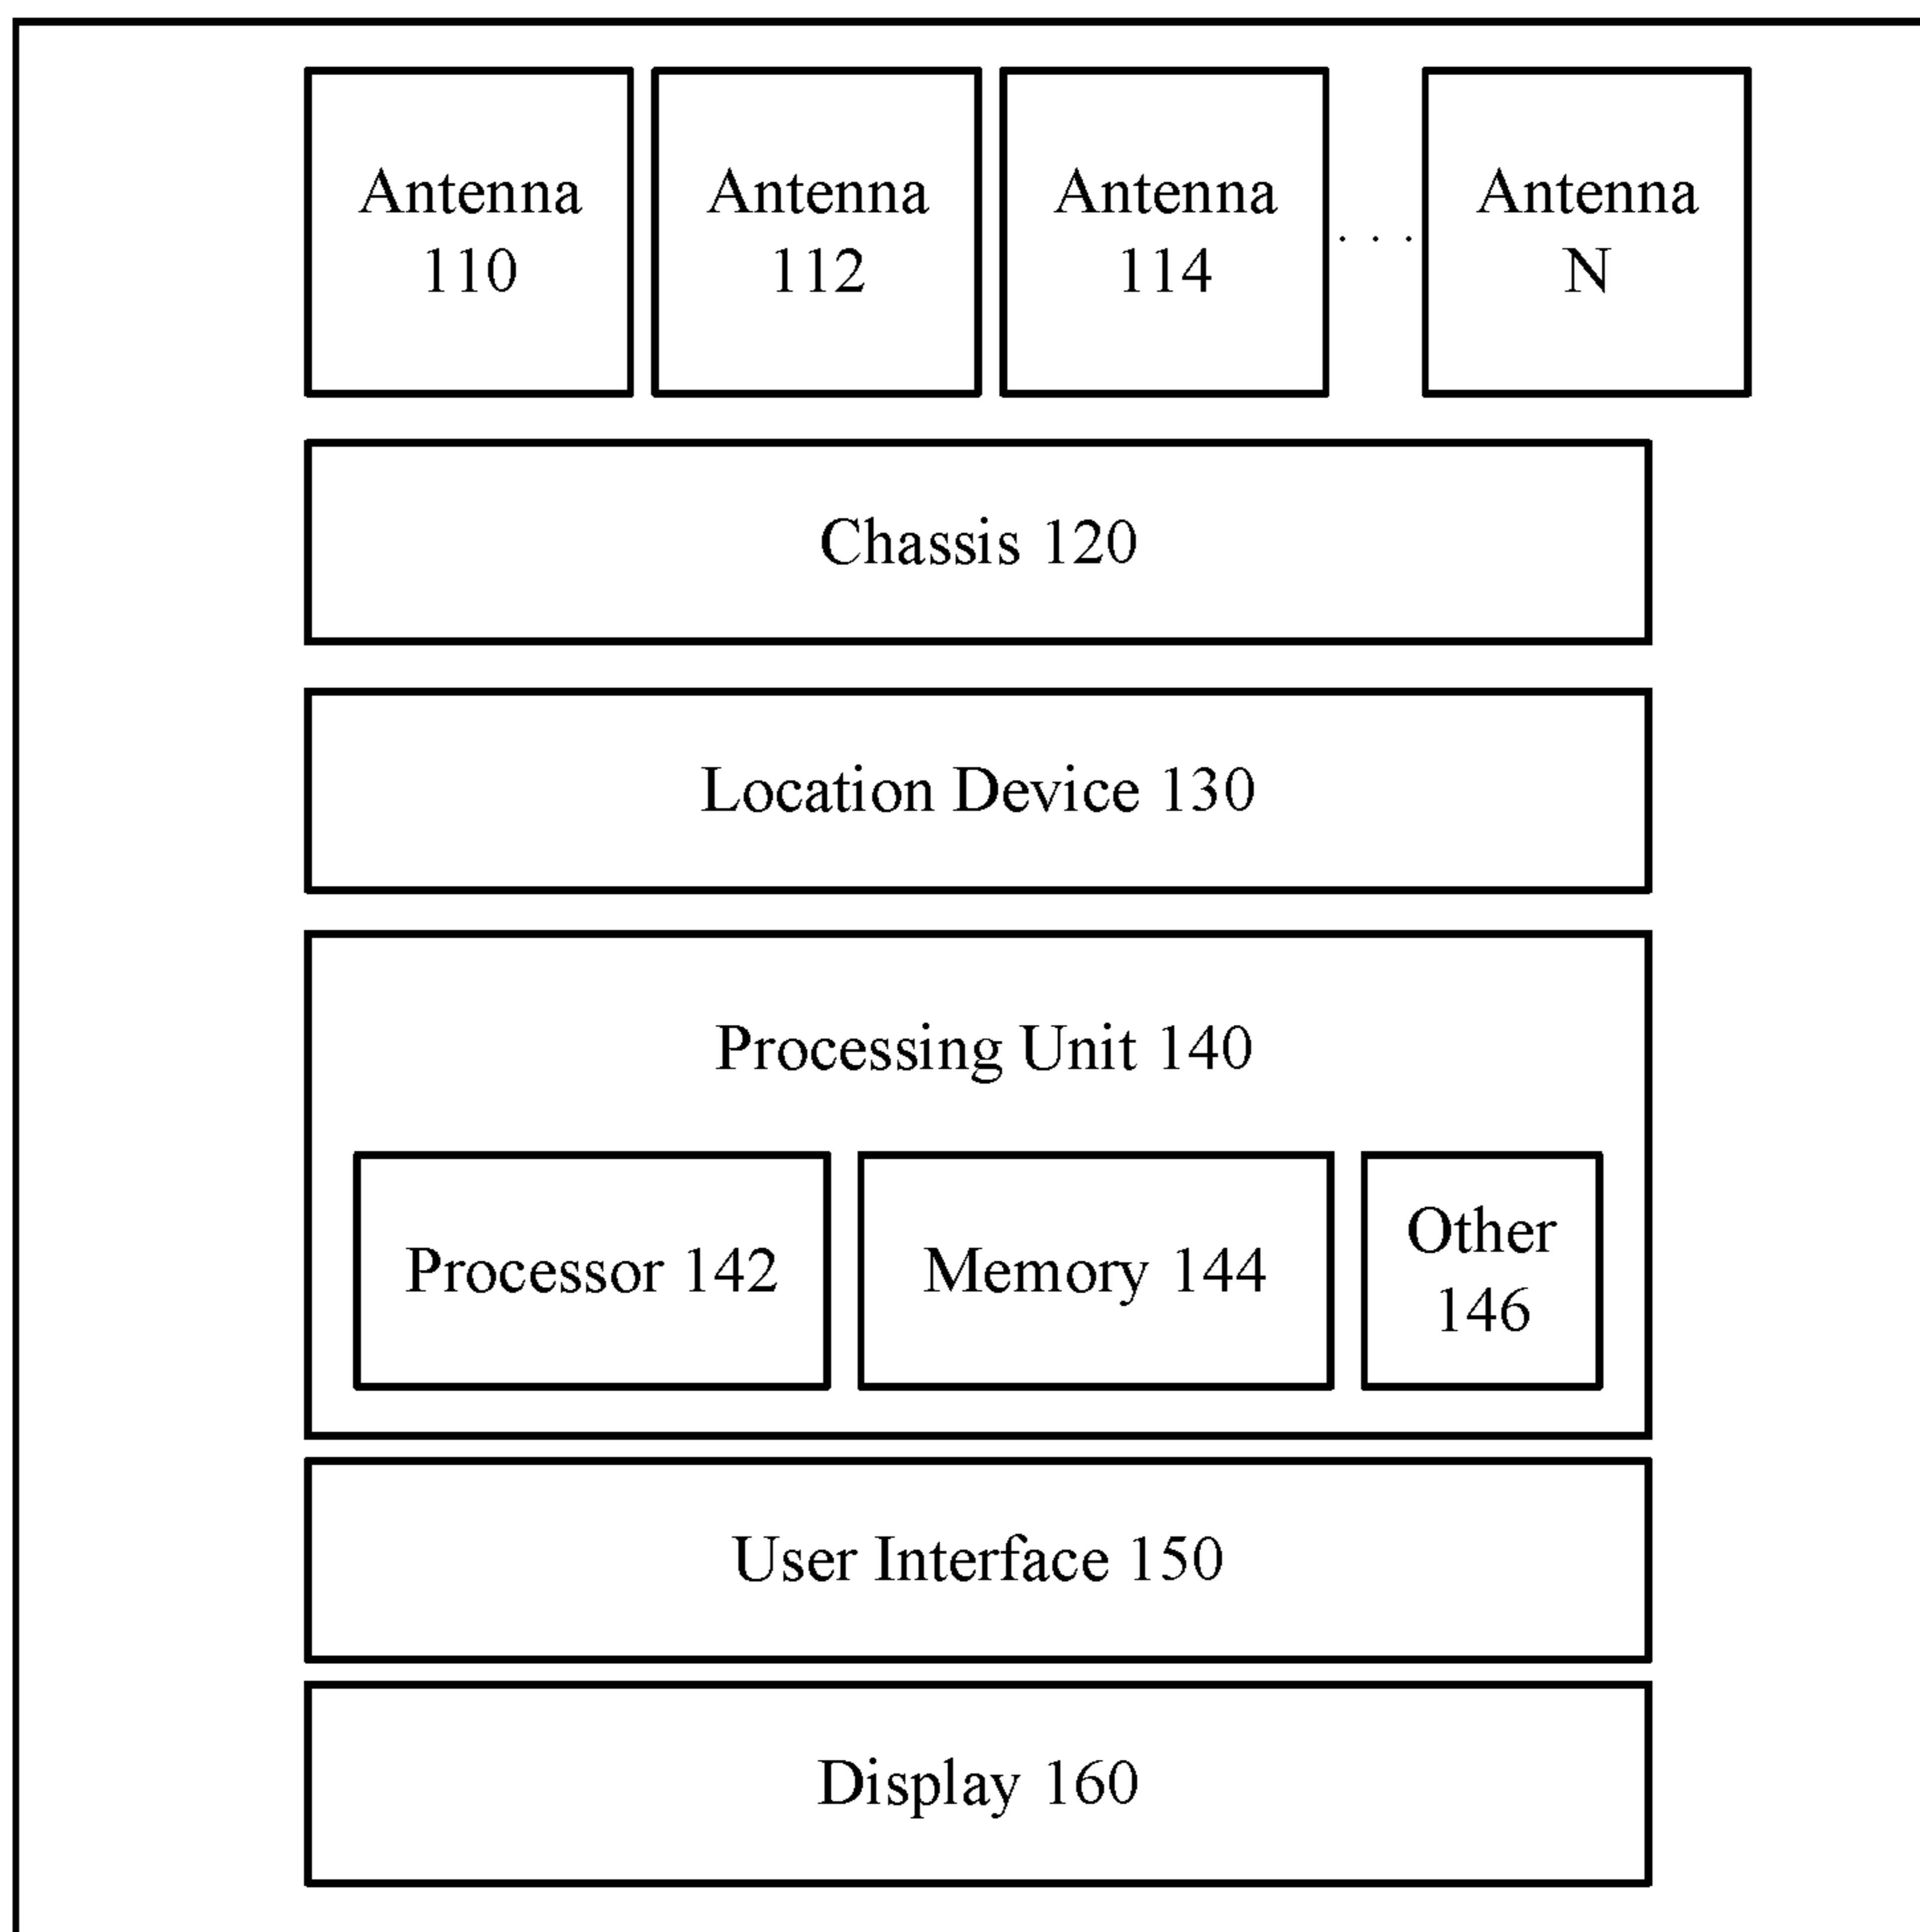 Antenna
110
Antenna
112
Antenna
114
. . .
Antenna
N
Chassis 120
Location Device 130
Processing Unit 140
Processor 142
Memory 144
Other
146
User Interface 150
Display 160